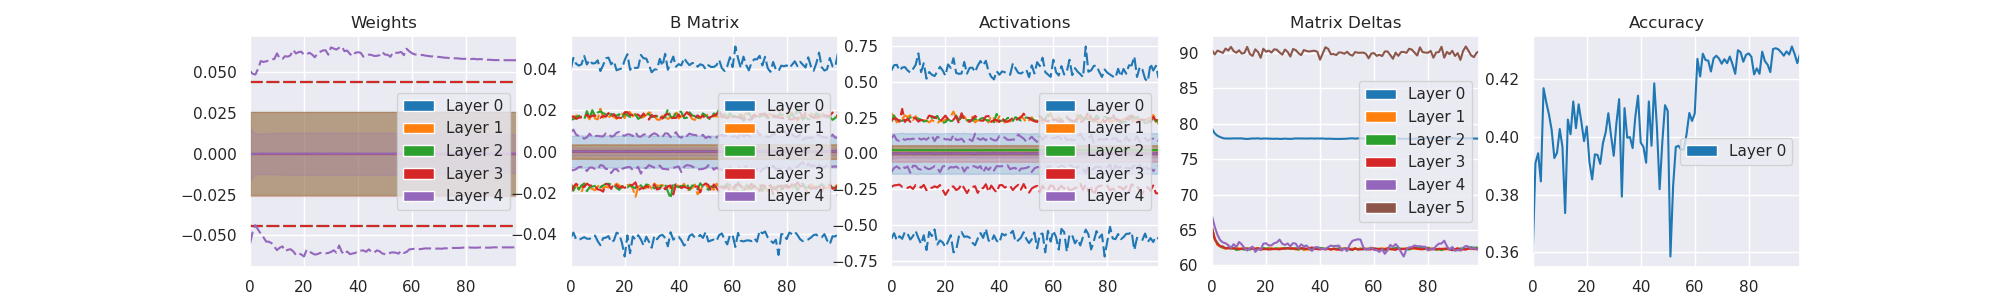 Weights
0.050
0.025
0.000
−0.025
−0.050
0
20
40
60
80
Layer 0
Layer 1
Layer 2
Layer 3
Layer 4
B Matrix
0.04
0.02
0.00
−0.02
−0.04
0
20
40
60
80
Layer 0
Layer 1
Layer 2
Layer 3
Layer 4
Activations
0.75
0.50
0.25
0.00
−0.25
−0.50
−0.75
0
20
40
60
80
Layer 0
Layer 1
Layer 2
Layer 3
Layer 4
Matrix Deltas
90
85
80
75
70
65
60
0
20
40
60
80
Layer 0
Layer 1
Layer 2
Layer 3
Layer 4
Layer 5
Accuracy
0.42
0.40
0.38
0.36
0
20
40
60
80
Layer 0